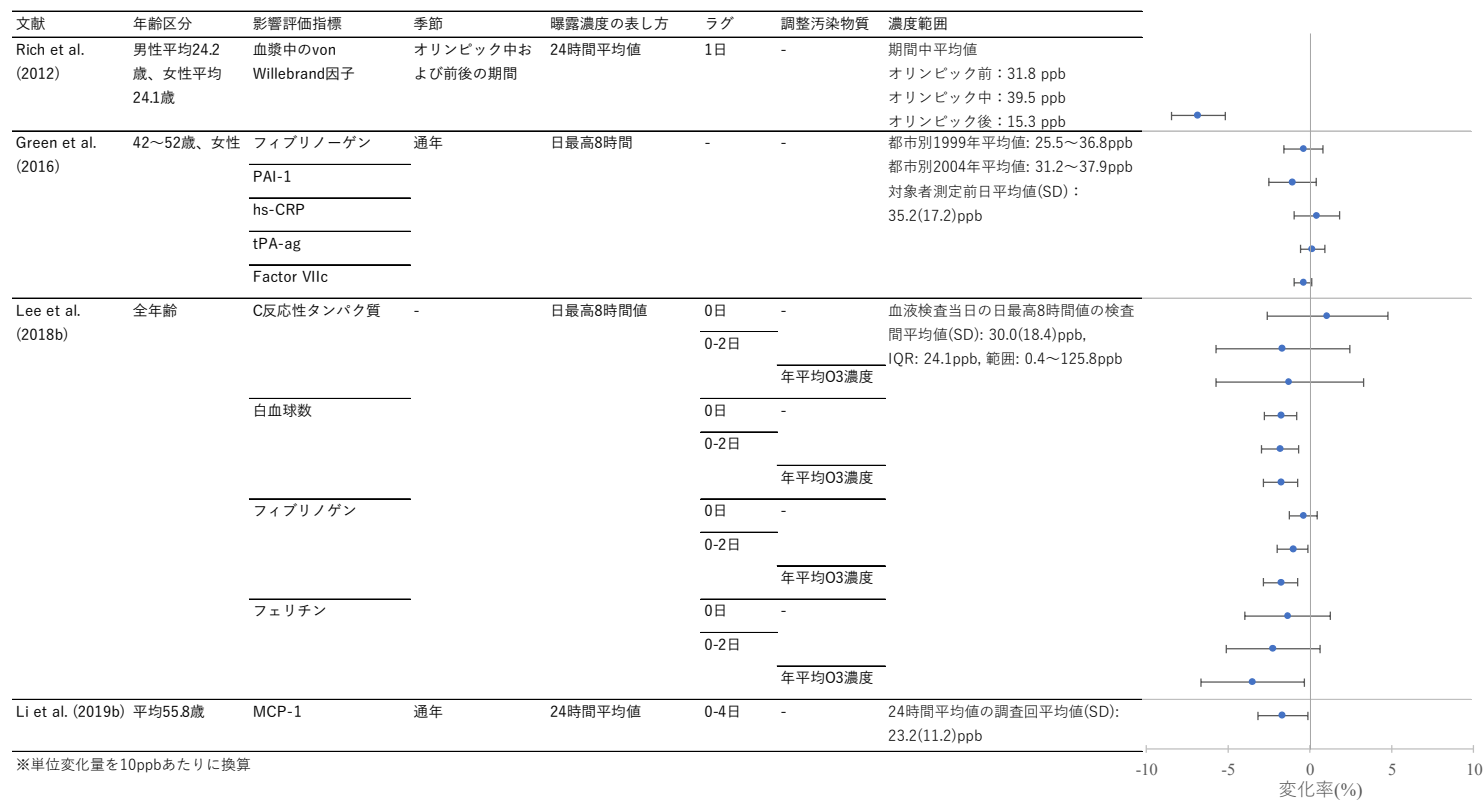 文献 年齢区分 影響評価指標 季節 曝露濃度の表し方 ラグ 調整汚染物質 濃度範囲
Rich et al. 男性平均24.2 血漿中のvon オリンピック中お 24時間平均値 1日 - 期間中平均値
(2012) 歳、女性平均 Willebrand因子 よび前後の期間 オリンピック前：31.8 ppb
24.1歳 オリンピック中：39.5 ppb
オリンピック後：15.3 ppb
Green et al. 42～52歳、女性 フィブリノーゲン 通年 日最高8時間 - - 都市別1999年平均値: 25.5～36.8ppb
(2016) PAI-1 都市別2004年平均値: 31.2～37.9ppb
対象者測定前日平均値(SD)：
hs-CRP 35.2(17.2)ppb
tPA-ag
Factor VIIc
Lee et al. 全年齢 C反応性タンパク質 - 日最高8時間値 0日 - 血液検査当日の日最高8時間値の検査
(2018b) 0-2日 間平均値(SD): 30.0(18.4)ppb,
IQR: 24.1ppb, 範囲: 0.4～125.8ppb
年平均O3濃度
白血球数 0日 -
0-2日
年平均O3濃度
フィブリノゲン 0日 -
0-2日
年平均O3濃度
フェリチン 0日 -
0-2日
年平均O3濃度
Li et al. (2019b) 平均55.8歳 MCP-1 通年 24時間平均値 0-4日 - 24時間平均値の調査回平均値(SD):
23.2(11.2)ppb
※単位変化量を10ppbあたりに換算
-10 -5 0 5 10
変化率(%)